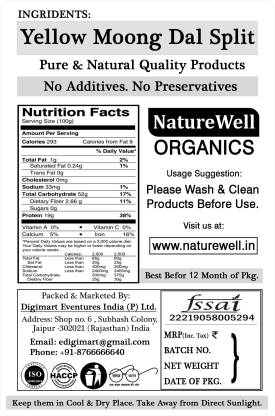 INGRIDENTS:
Yellow Moong Dal Split
Pure & Natural Quality Products
No Additives. No Preservatives
Nutrition Facts
Serving Size (100g)
Amount Per Serving
Calories 293 Calories from Fat 9
% Daily Value*
Total Fat 1g 2%
Saturated Fat 0.24g 1%
Trans Fat 0g
Cholesterol 0mg
Sodium 33mg 1%
Total Carbohydrate 52g 17%
Dietary Fiber 2.66 g 11%
Sugars 0g
Protein 19g 38%
Vitamin A 0% • Vitamin C 0%
Calcium 5% • Iron 16%
*Percent Daily Values are based on a 2,000 calorie diet.
Your Daily Values may be higher or lower depending on
your calorie needs:
Calories: 2,000 2,500
Total Fat Less than 65g 80g
Sat Fat Less than 20g 25g
Cholesterol Less than 300mg 300mg
Sodium Less than 2400mg 2400mg
Total Carbohydrate 300mg 375g
Dietary Fiber 25g 30g
NatureWell
ORGANICS
Usage Suggestion:
Please Wash & Clean
Products Before Use.
Visit us at:
www.naturewell.in
Best Befor 12 Month of Pkg.
Packed & Marketed By:
Digimart Eventures India (P) Ltd.
Address: Shop no. 6 , Subhash Colony,
Jaipur -302021 (Rajasthan) India
Email: edigimart@gmail.com
Phone: +91-8766666640
ISO
HACCP
fssai
22219058005294
MRP(Inc. Tax) ₹
BATCH NO.
NET WEIGHT
DATE OF PKG.
Keep them in Cool & Dry Place. Take Away from Direct Sunlight.